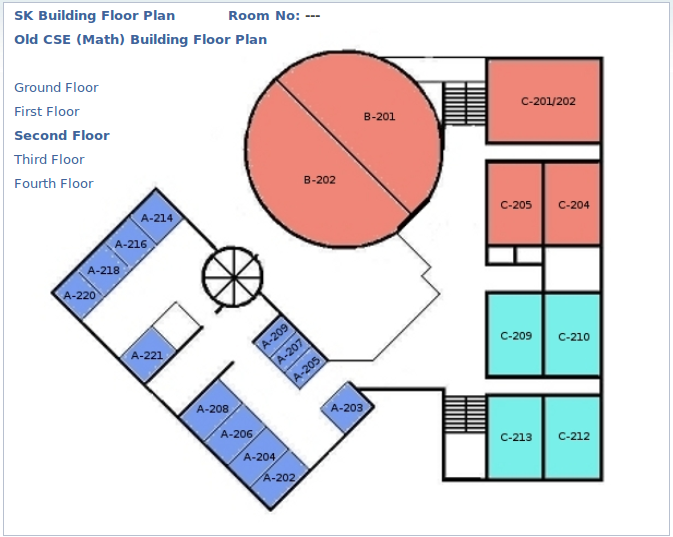 SK Building Floor Plan Room No: ---
Old CSE (Math) Building Floor Plan
Ground Floor
First Floor
Second Floor
Third Floor
Fourth Floor
B-201
B-202
C-201/202
C-205
C-204
C-209
C-210
C-213
C-212
A-214
A-216
A-218
A-220
A-221
A-209
A-207
A-205
A-203
A-208
A-206
A-204
A-202